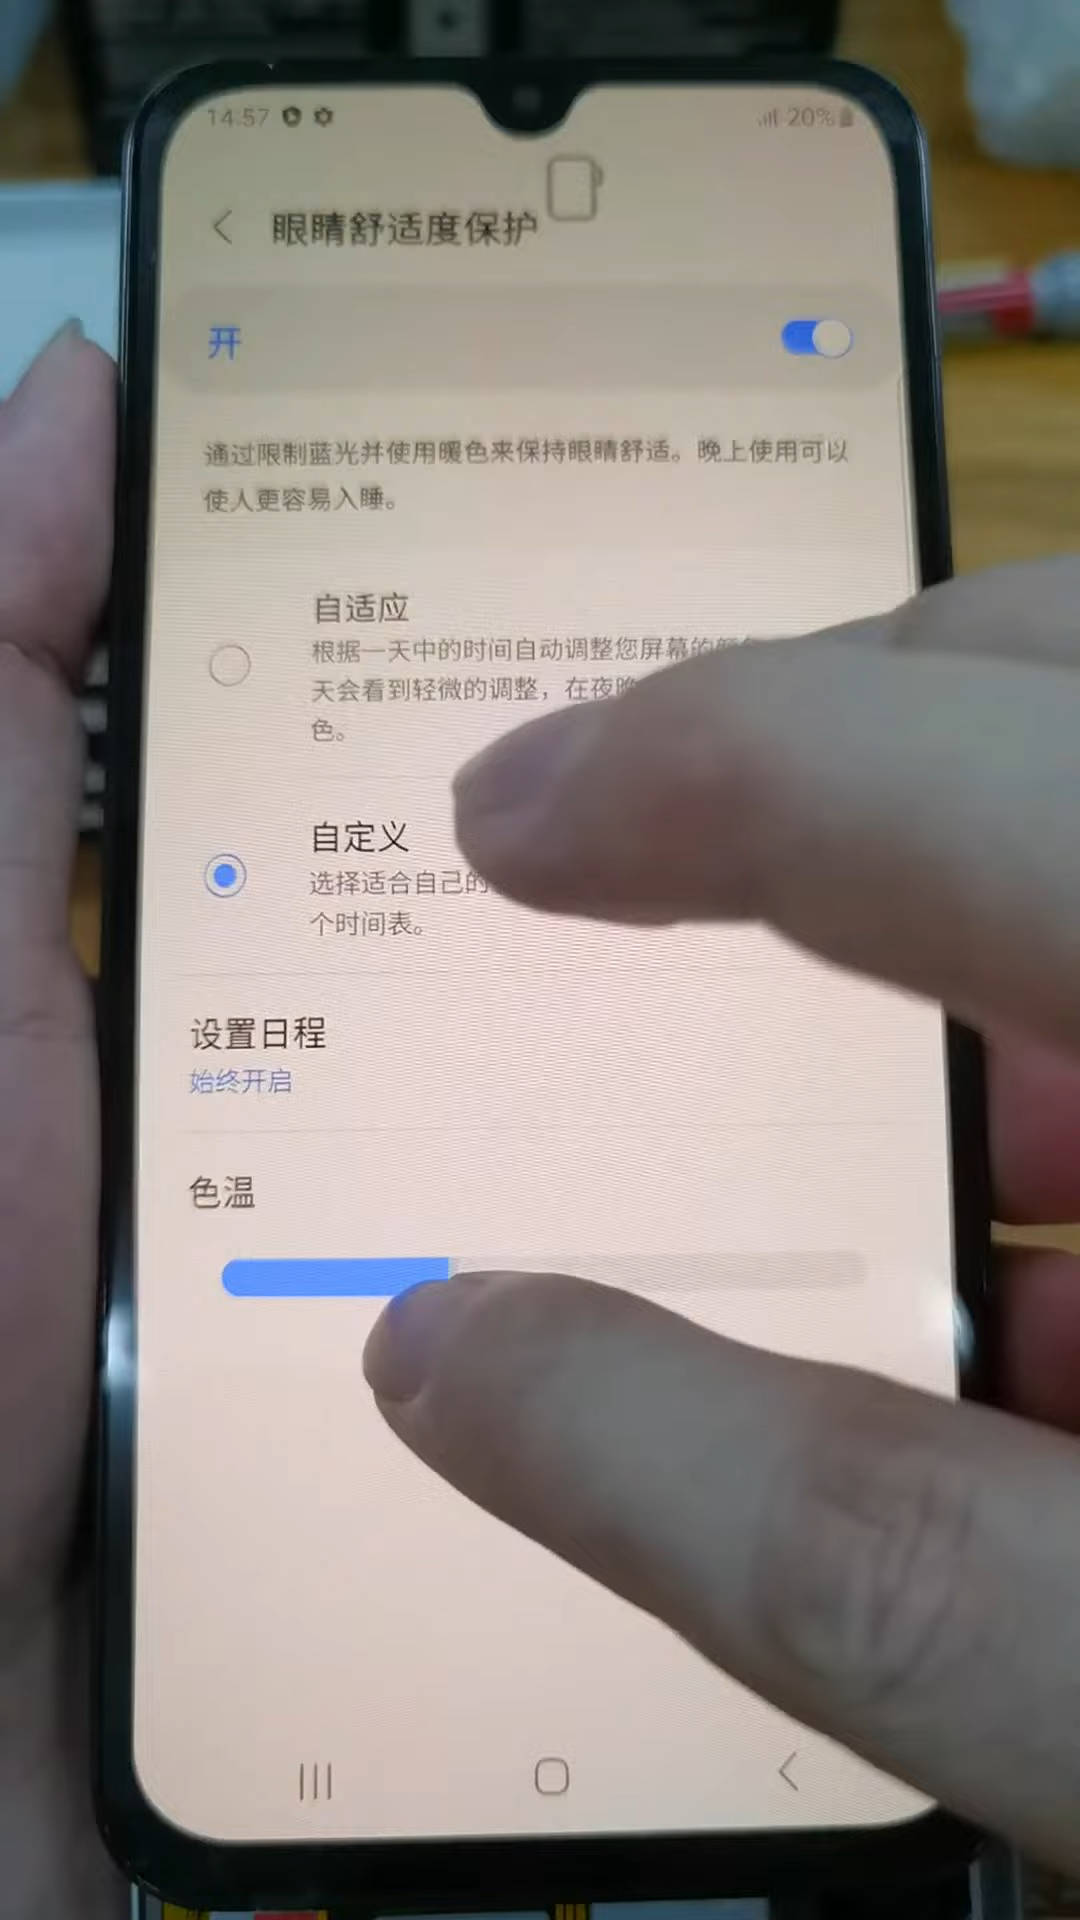 14:57
20%
眼睛舒适度保护
开
通过限制蓝光并使用暖色来保持眼睛舒适。晚上使用可以
使人更容易入睡。
自适应
根据一天中的时间自动调整您屏幕的颜色
天会看到轻微的调整，在夜晚
色。
自定义
选择适合自己的
个时间表。
设置日程
始终开启
色温